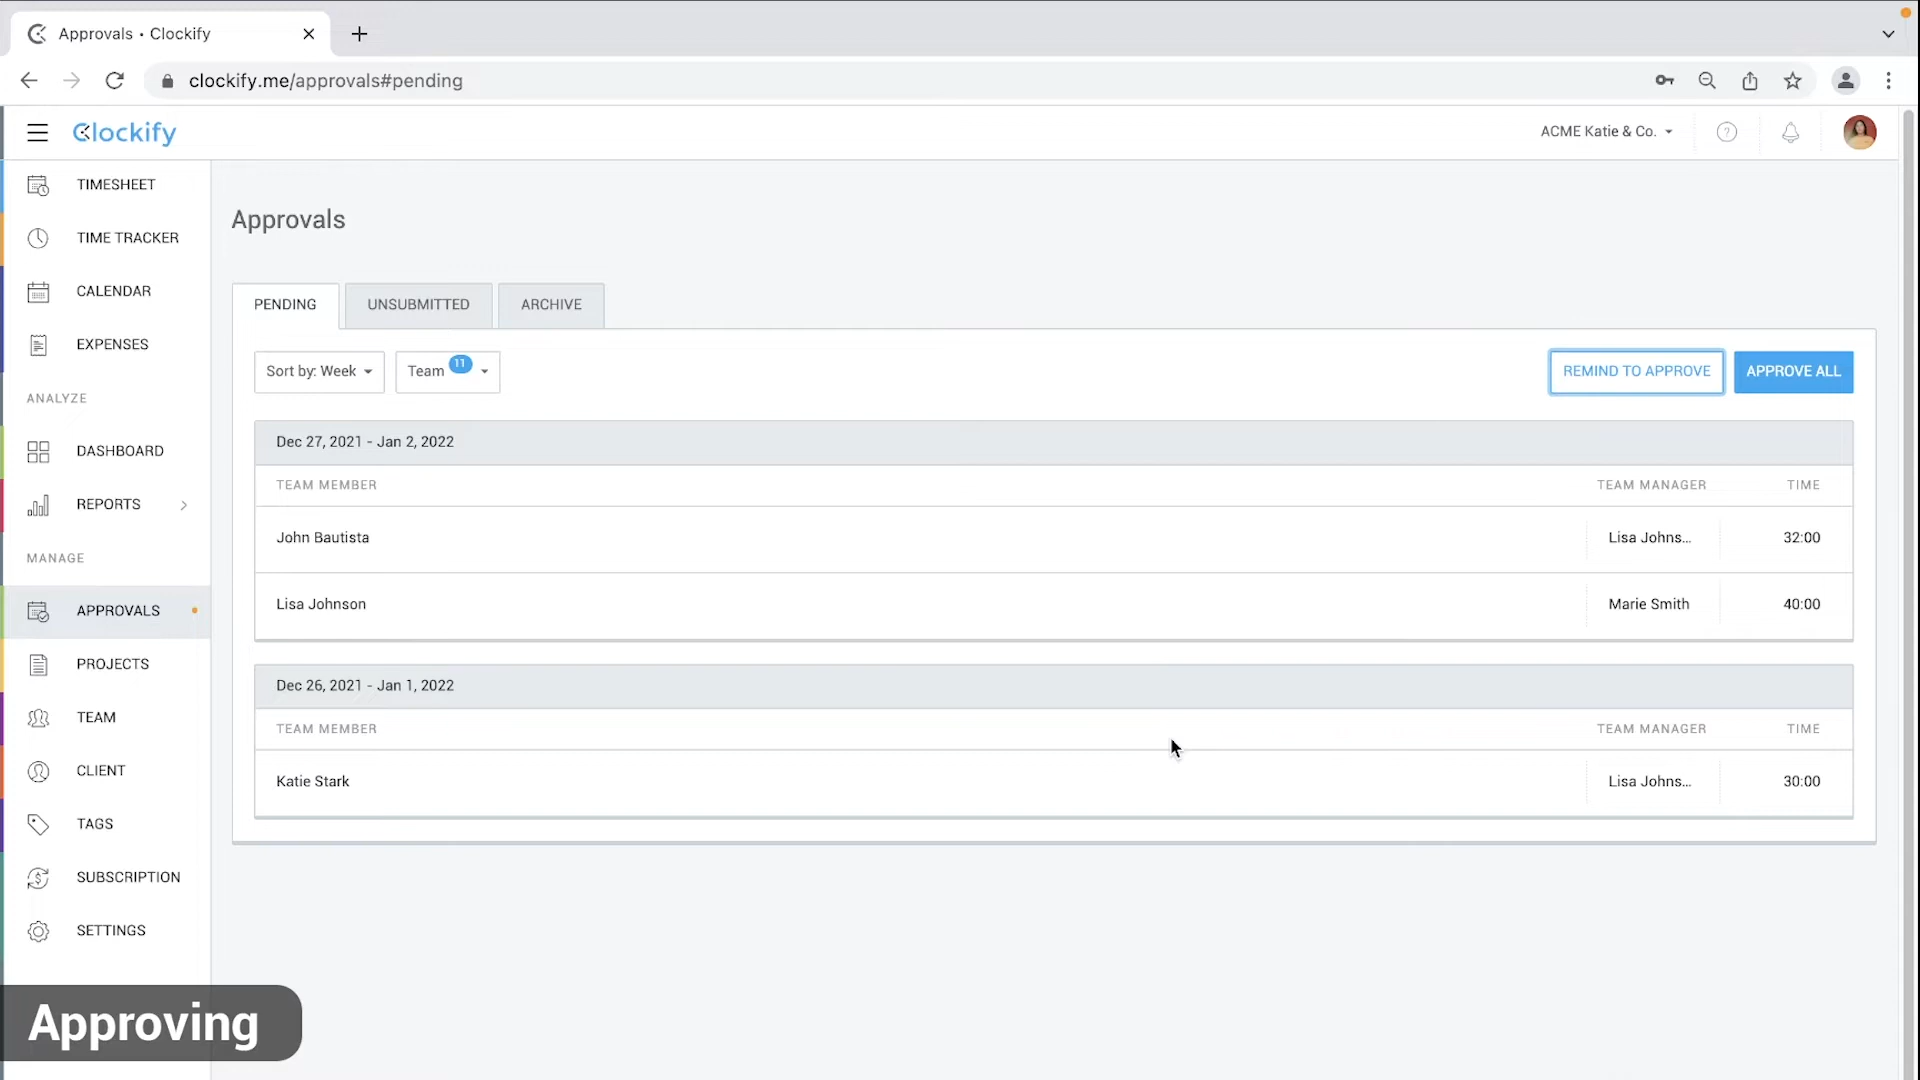 Approvals • Clockify
clockify.me/approvals#pending
Clockify
ACME Katie & Co.
TIMESHEET
TIME TRACKER
CALENDAR
EXPENSES
ANALYZE
DASHBOARD
REPORTS
MANAGE
APPROVALS
PROJECTS
TEAM
CLIENT
TAGS
SUBSCRIPTION
SETTINGS
Approvals
PENDING UNSUBMITTED ARCHIVE
Sort by: Week Team 11 REMIND TO APPROVE APPROVE ALL
Dec 27, 2021 - Jan 2, 2022
TEAM MEMBER TEAM MANAGER TIME
John Bautista Lisa Johns... 32:00
Lisa Johnson Marie Smith 40:00
Dec 26, 2021 - Jan 1, 2022
TEAM MEMBER TEAM MANAGER TIME
Katie Stark Lisa Johns... 30:00
Approving